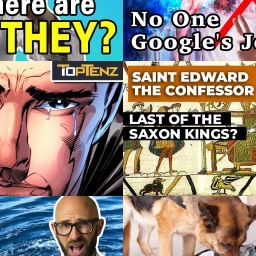 here are
THEY?
No One
Google's J
TOPTENZ
SAINT EDWARD
THE CONFESSOR
LAST OF THE
SAXON KINGS?